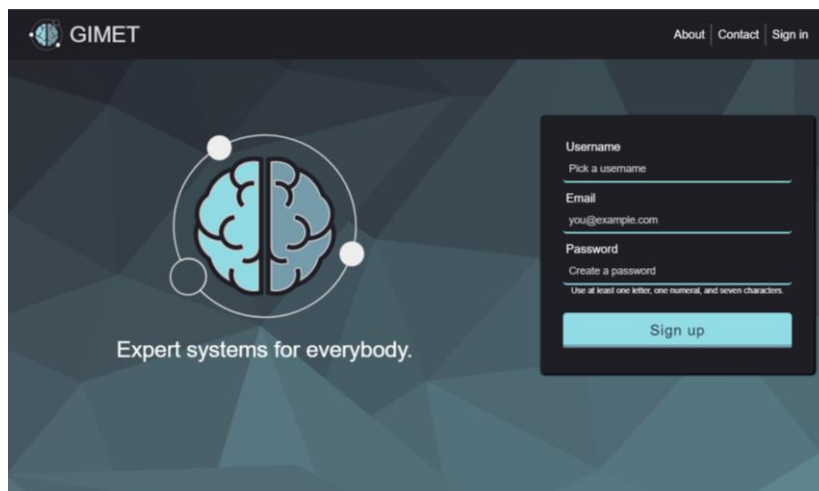 GIMET
About | Contact | Sign in
Expert systems for everybody.
Username
Pick a username
Email
you@example.com
Password
Create a password
Use at least one letter, one numeral, and seven characters.
Sign up